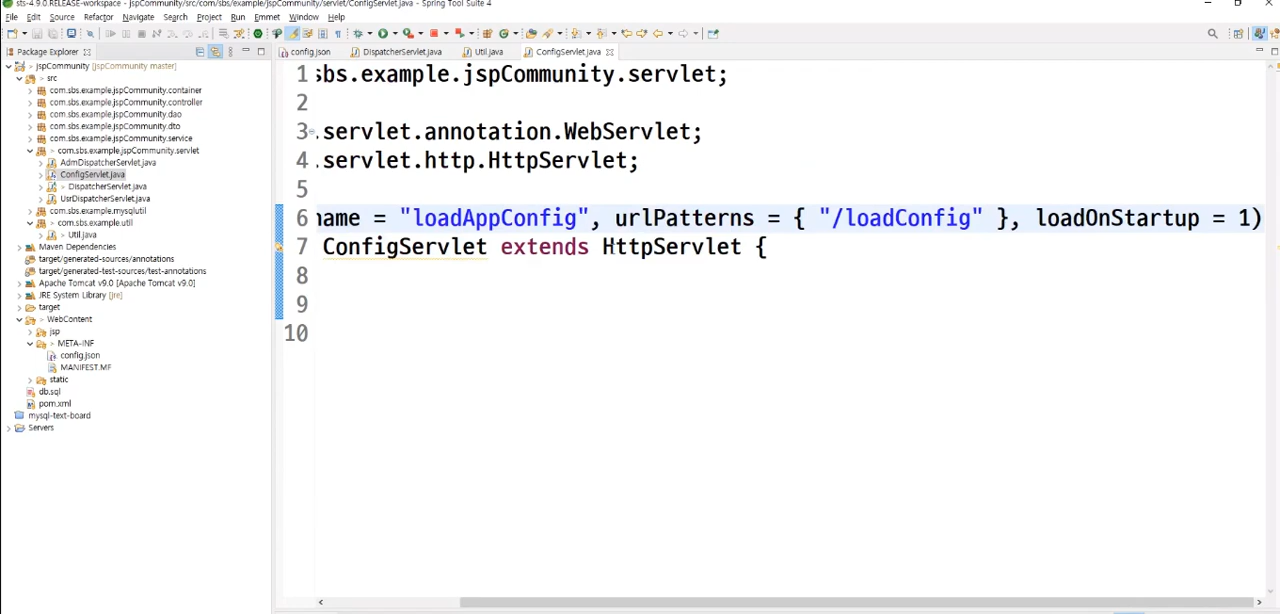 sts-4.9.0.RELEASE-workspace - jspCommunity/src/com/sbs/example/jspCommunity/servlet/ConfigServlet.java - Spring Tool Suite 4
File Edit Source Refactor Navigate Search Project Run Emmet Window Help
Package Explorer
config.json DispatcherServlet.java Util.java ConfigServlet.java
jspCommunity [jspCommunity master]
src
com.sbs.example.jspCommunity.container
com.sbs.example.jspCommunity.controller
com.sbs.example.jspCommunity.dao
com.sbs.example.jspCommunity.dto
com.sbs.example.jspCommunity.service
> com.sbs.example.jspCommunity.servlet
AdmDispatcherServlet.java
ConfigServlet.java
> DispatcherServlet.java
UsrDispatcherServlet.java
com.sbs.example.mysqlutil
> com.sbs.example.util
> Util.java
Maven Dependencies
target/generated-sources/annotations
target/generated-test-sources/test-annotations
Apache Tomcat v9.0 [Apache Tomcat v9.0]
JRE System Library [jre]
target
> WebContent
jsp
> META-INF
config.json
MANIFEST.MF
static
db.sql
pom.xml
mysql-text-board
Servers
1 sbs.example.jspCommunity.servlet;
2
3 .servlet.annotation.WebServlet;
4 .servlet.http.HttpServlet;
5
6 name = "loadAppConfig", urlPatterns = { "/loadConfig" }, loadOnStartup = 1)
7 ConfigServlet extends HttpServlet {
8
9
10